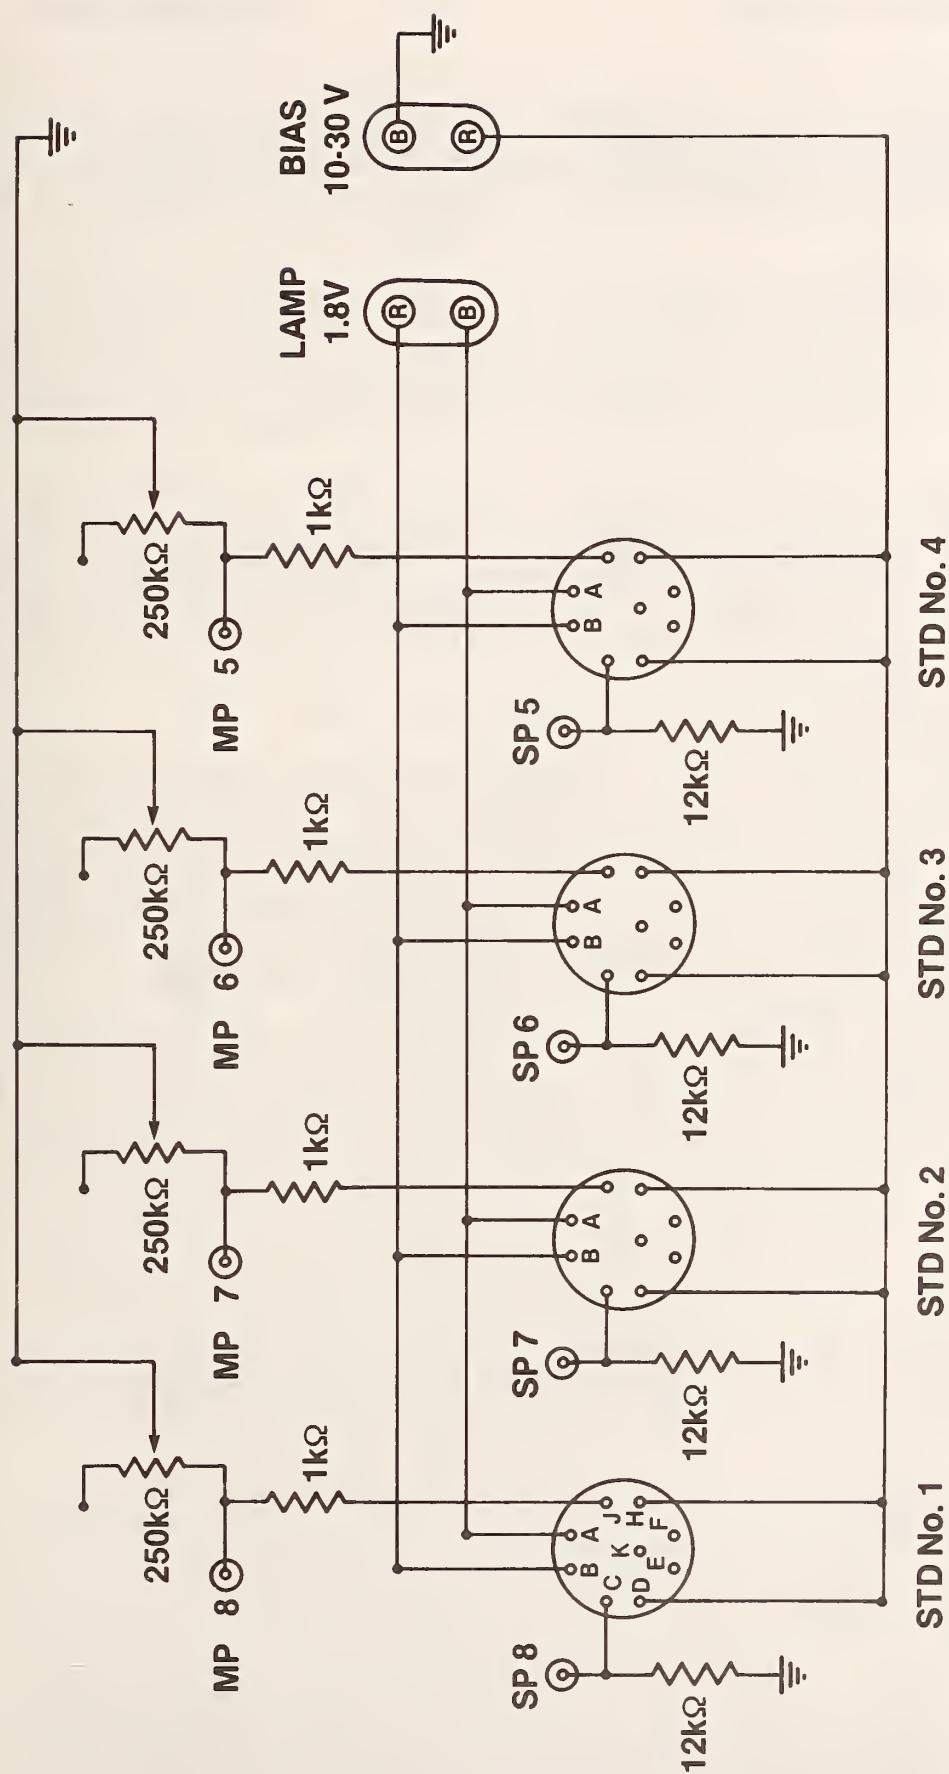 BIAS
10-30 V
B
R
LAMP
1.8V
R
B
250kΩ
MP 5
1kΩ
SP 5
12kΩ
B
A
STD No. 4
250kΩ
MP 6
1kΩ
SP 6
12kΩ
B
A
STD No. 3
250kΩ
MP 7
1kΩ
SP 7
12kΩ
B
A
STD No. 2
250kΩ
MP 8
1kΩ
SP 8
12kΩ
B
A
C
K
J
D
E
F
H
STD No. 1